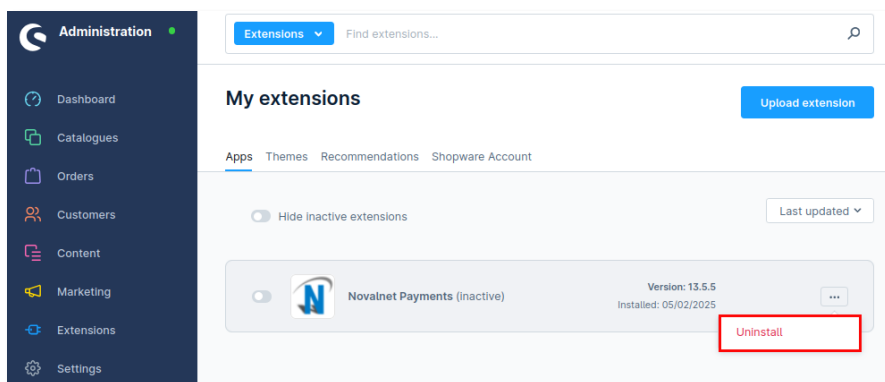 Administration
Extensions
Find extensions...
Dashboard
Catalogues
Orders
Customers
Content
Marketing
Extensions
Settings
My extensions
Upload extension
Apps Themes Recommendations Shopware Account
Hide inactive extensions
Last updated
Novalnet Payments (inactive)
Version: 13.5.5
Installed: 05/02/2025
...
Uninstall